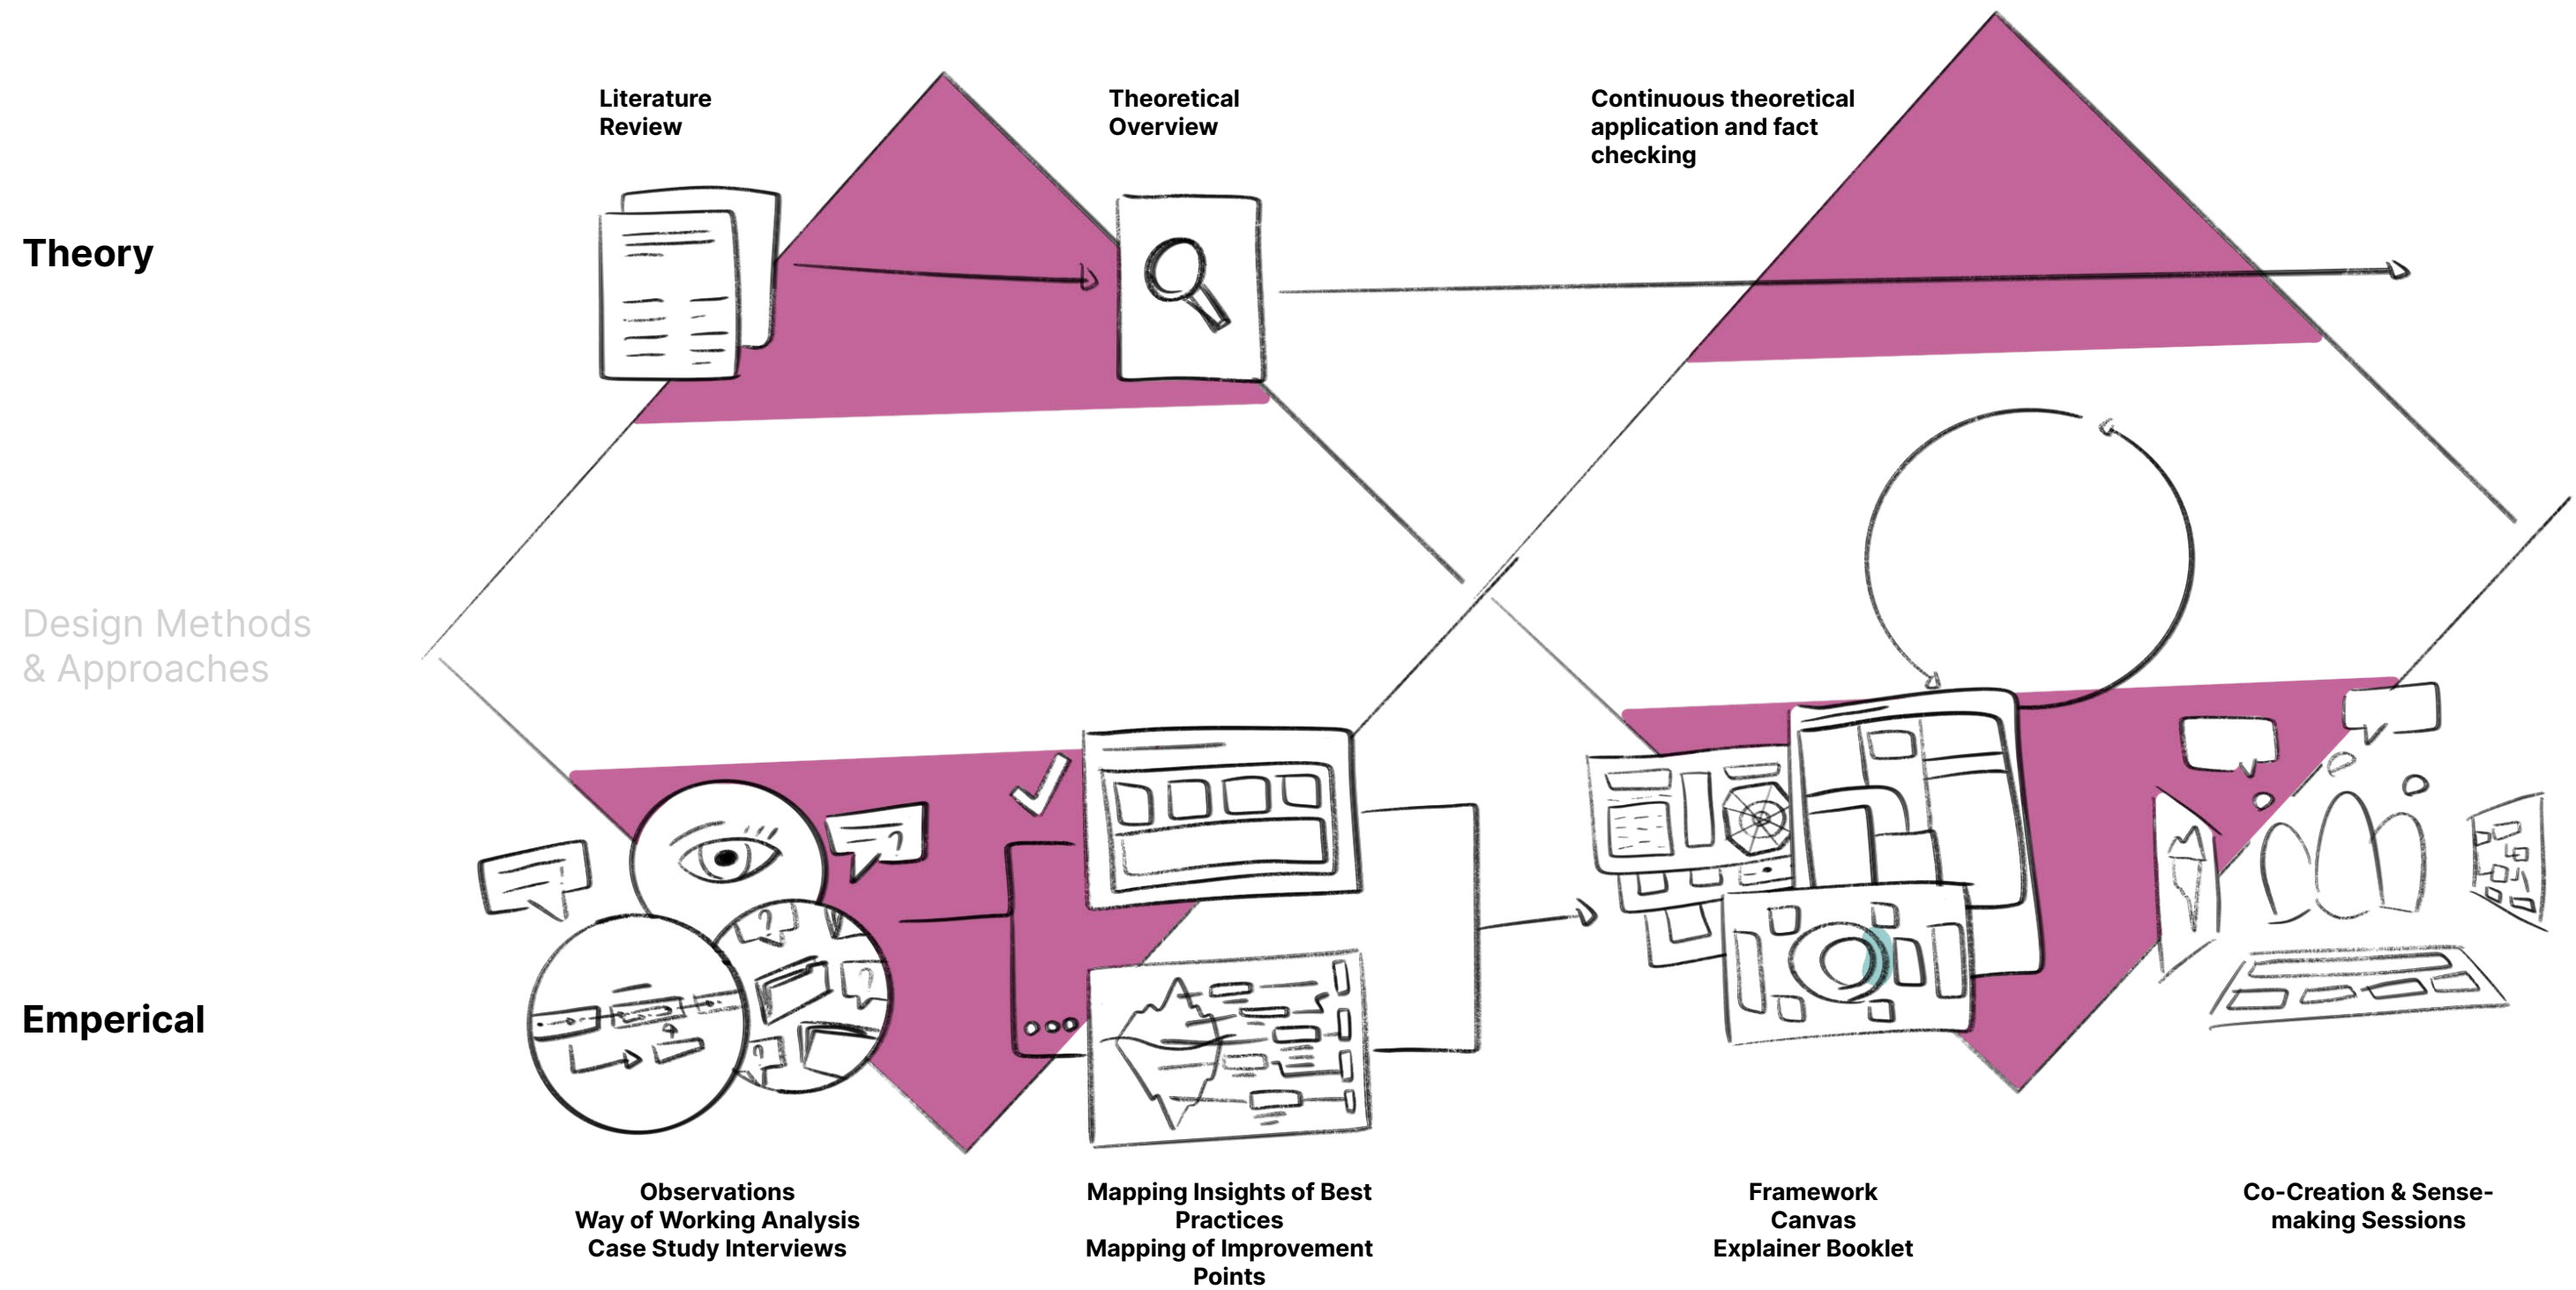 Literature
Review
Theoretical
Overview
Continuous theoretical
application and fact
checking
Theory
Design Methods
& Approaches
Emperical
Observations
Way of Working Analysis
Case Study Interviews
Mapping Insights of Best
Practices
Mapping of Improvement
Points
Framework
Canvas
Explainer Booklet
Co-Creation & Sense-
making Sessions